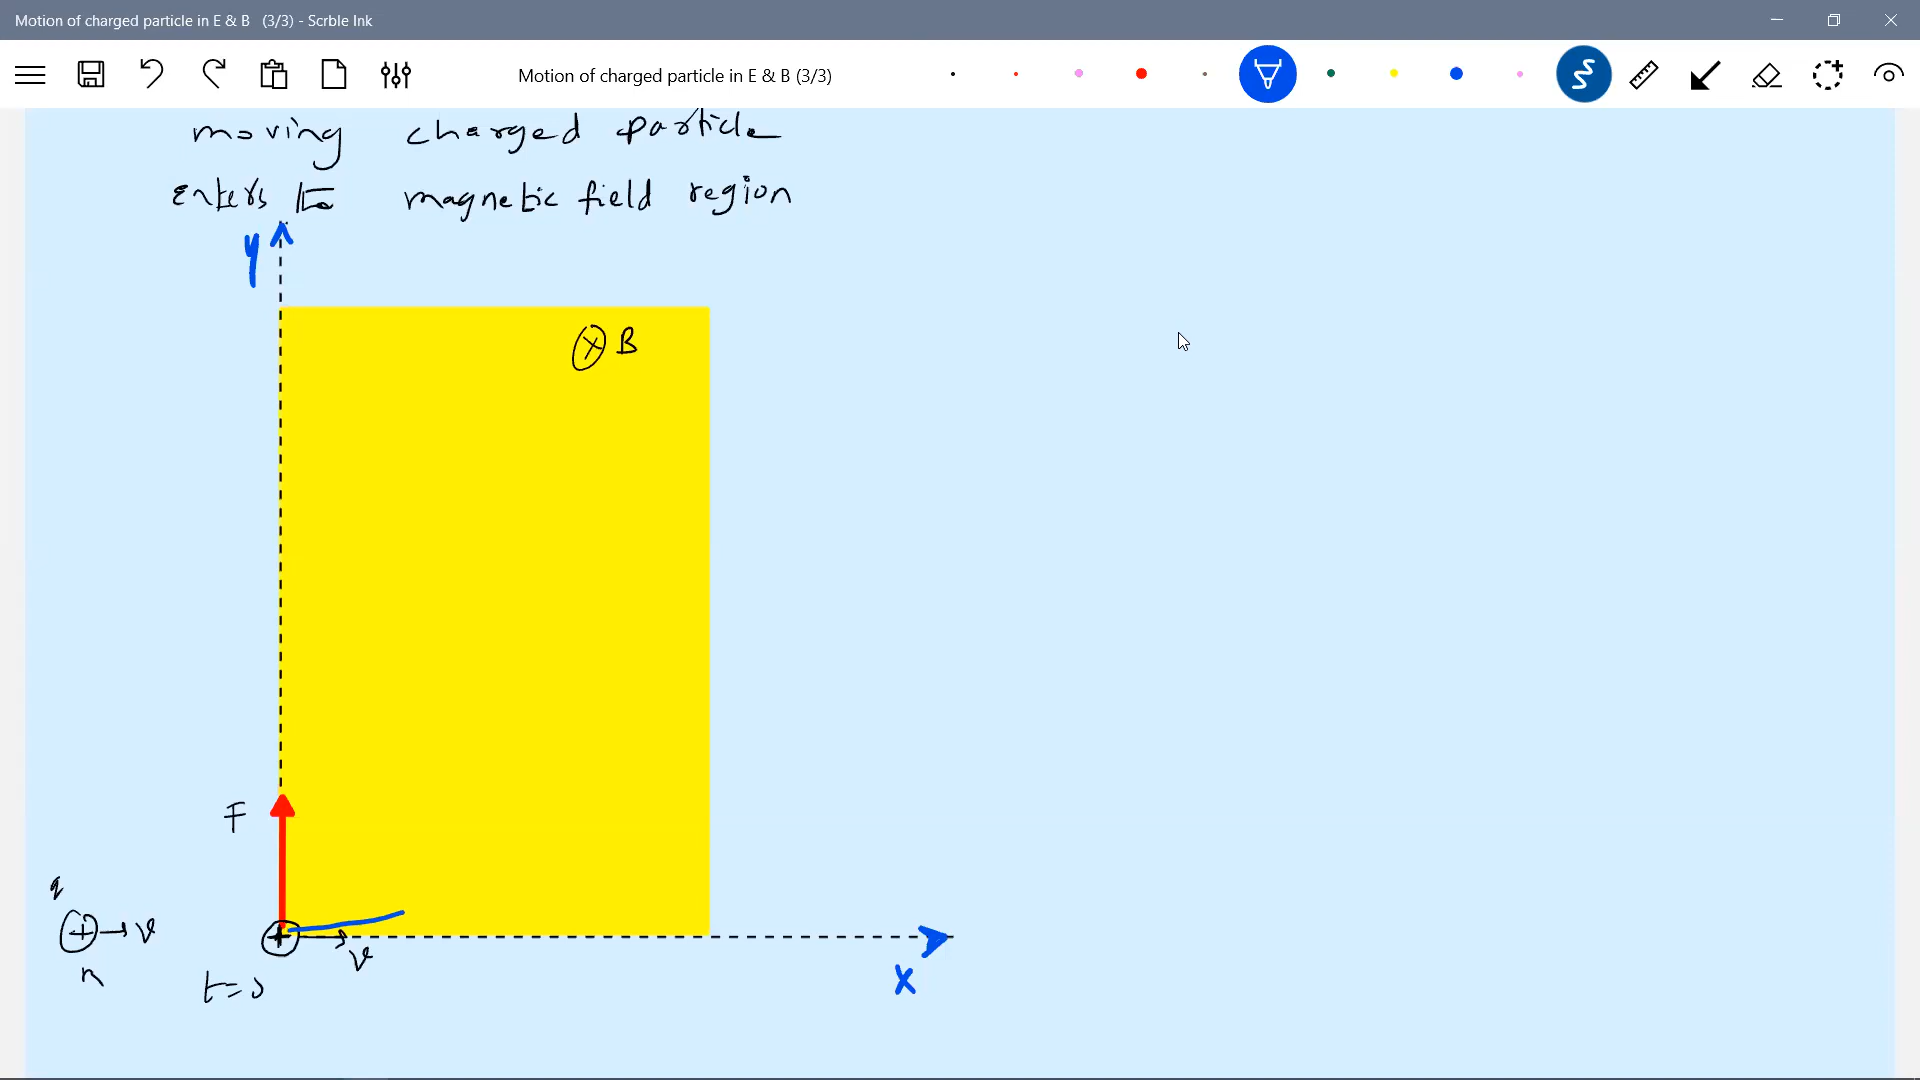 Motion of charged particle in E & B (3/3) - Scrble Ink
Motion of charged particle in E & B (3/3)
moving charged particle
enters to magnetic field region
y
B
F
q
+ v
m
+ v
t=0
x